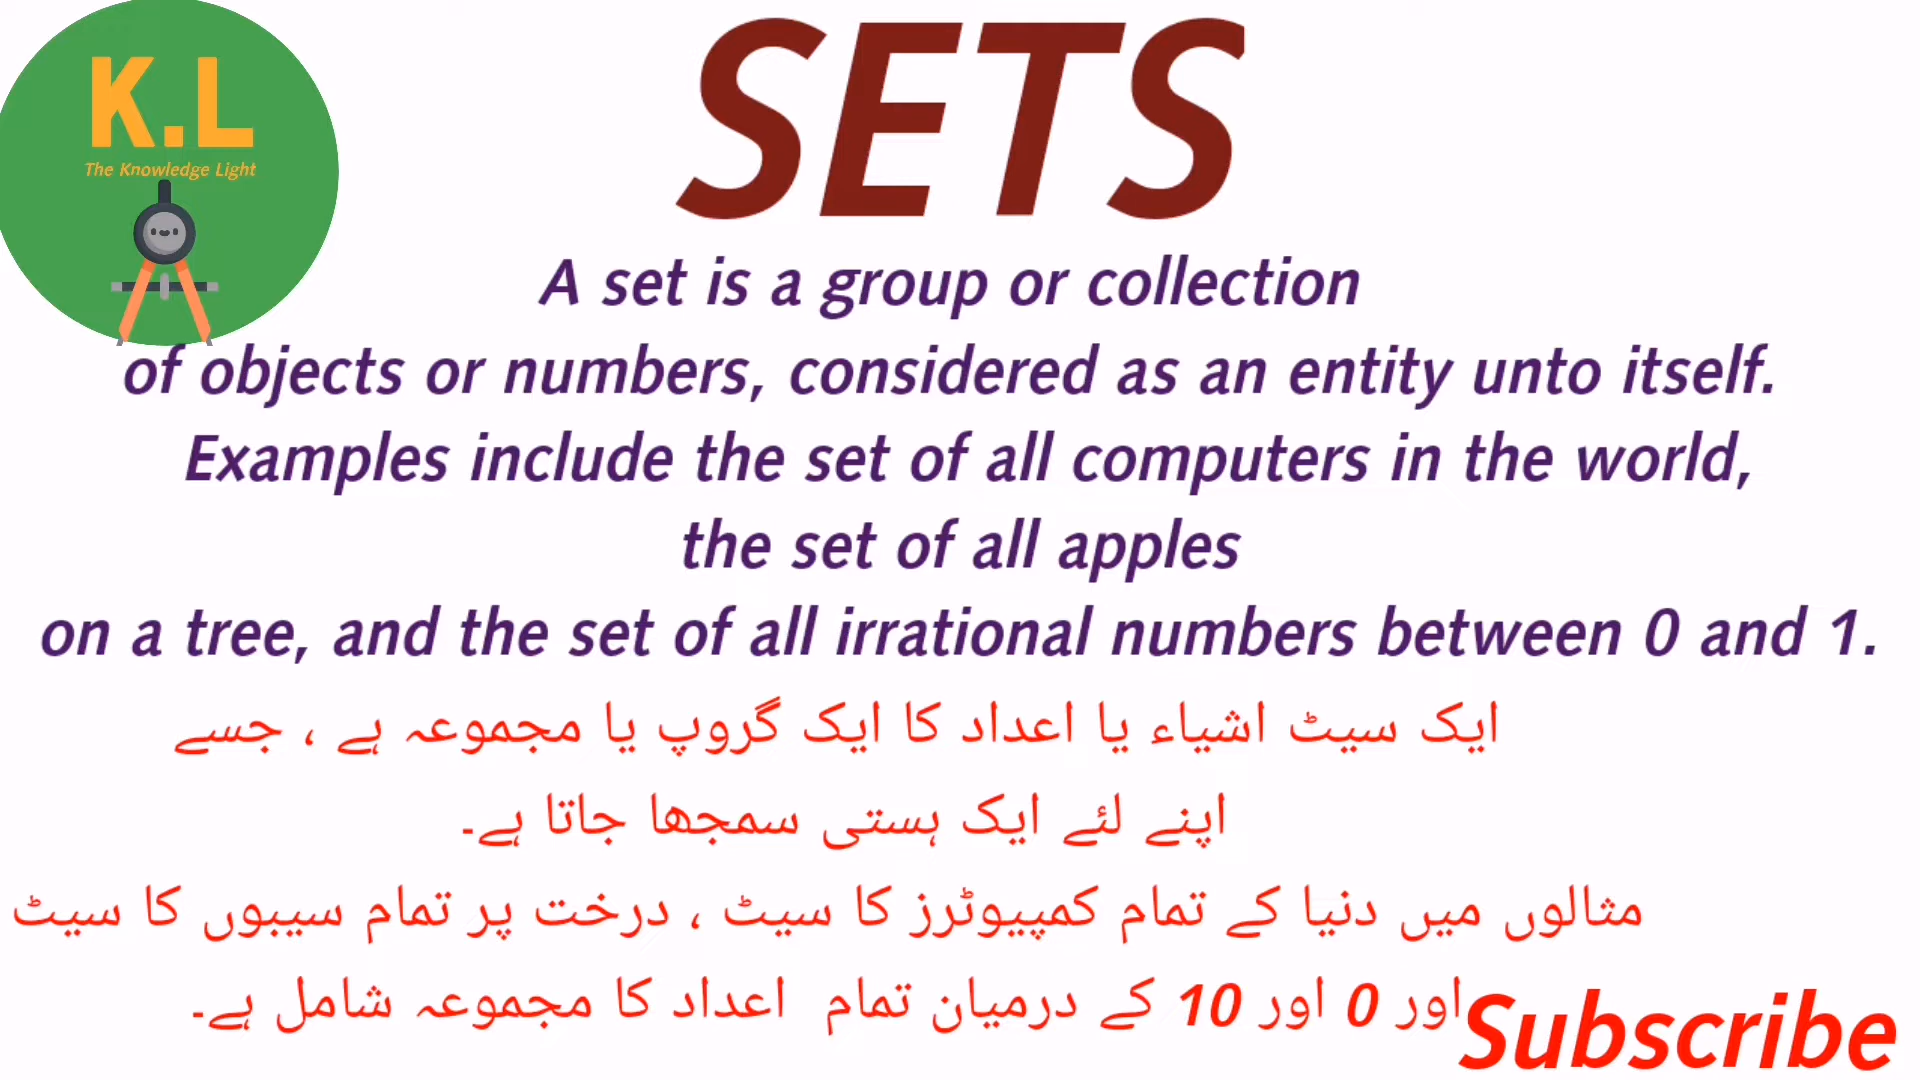 K.L
The Knowledge Light
SETS
A set is a group or collection
of objects or numbers, considered as an entity unto itself.
Examples include the set of all computers in the world,
the set of all apples
on a tree, and the set of all irrational numbers between 0 and 1.
ایک سیٹ اشیاء یا اعداد کا ایک گروپ یا مجموعہ ہے ، جسے
اپنے لئے ایک ہستی سمجھا جاتا ہے۔
مثالوں میں دنیا کے تمام کمپیوٹرز کا سیٹ ، درخت پر تمام سیبوں کا سیٹ
اور 0 اور 10 کے درمیان تمام اعداد کا مجموعہ شامل ہے۔
Subscribe